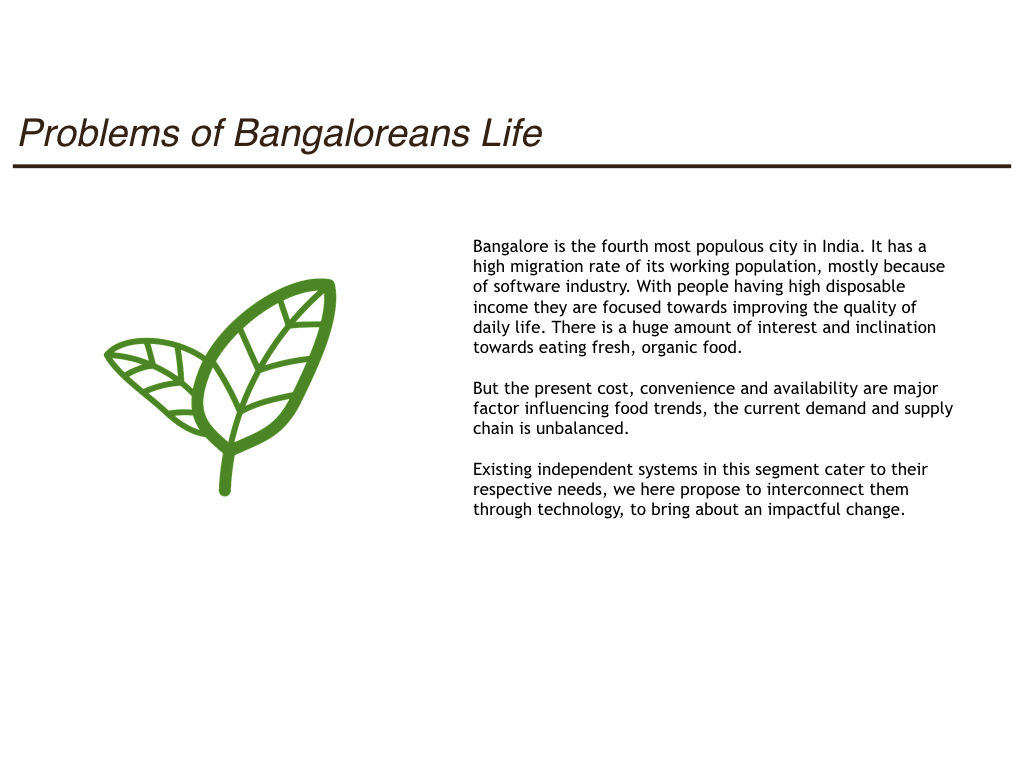 Problems of Bangaloreans Life
Bangalore is the fourth most populous city in India. It has a
high migration rate of its working population, mostly because
of software industry. With people having high disposable
income they are focused towards improving the quality of
daily life. There is a huge amount of interest and inclination
towards eating fresh, organic food.
But the present cost, convenience and availability are major
factor influencing food trends, the current demand and supply
chain is unbalanced.
Existing independent systems in this segment cater to their
respective needs, we here propose to interconnect them
through technology, to bring about an impactful change.